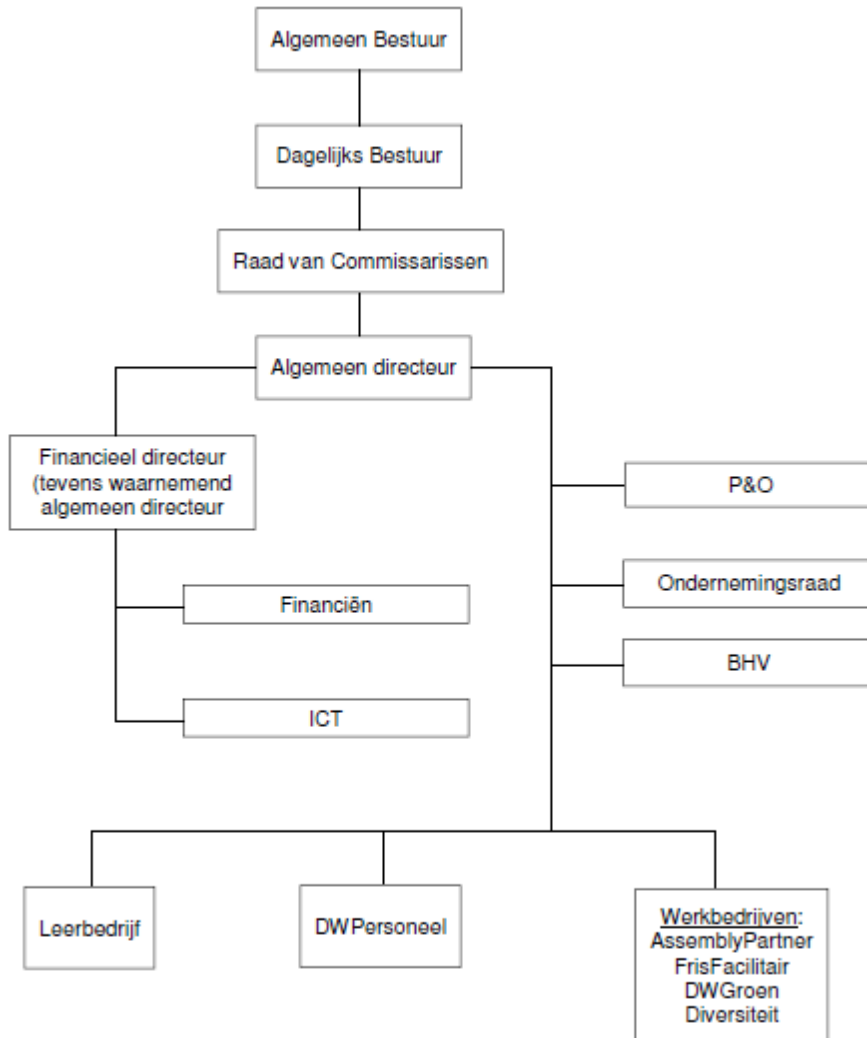 Algemeen Bestuur
Dagelijks Bestuur
Raad van Commissarissen
Algemeen directeur
Financieel directeur
(tevens waarnemend
algemeen directeur
P&O
Ondernemingsraad
Financiën
BHV
ICT
Leerbedrijf
DWPersoneel
Werkbedrijven:
AssemblyPartner
FrisFacilitair
DWGroen
Diversiteit